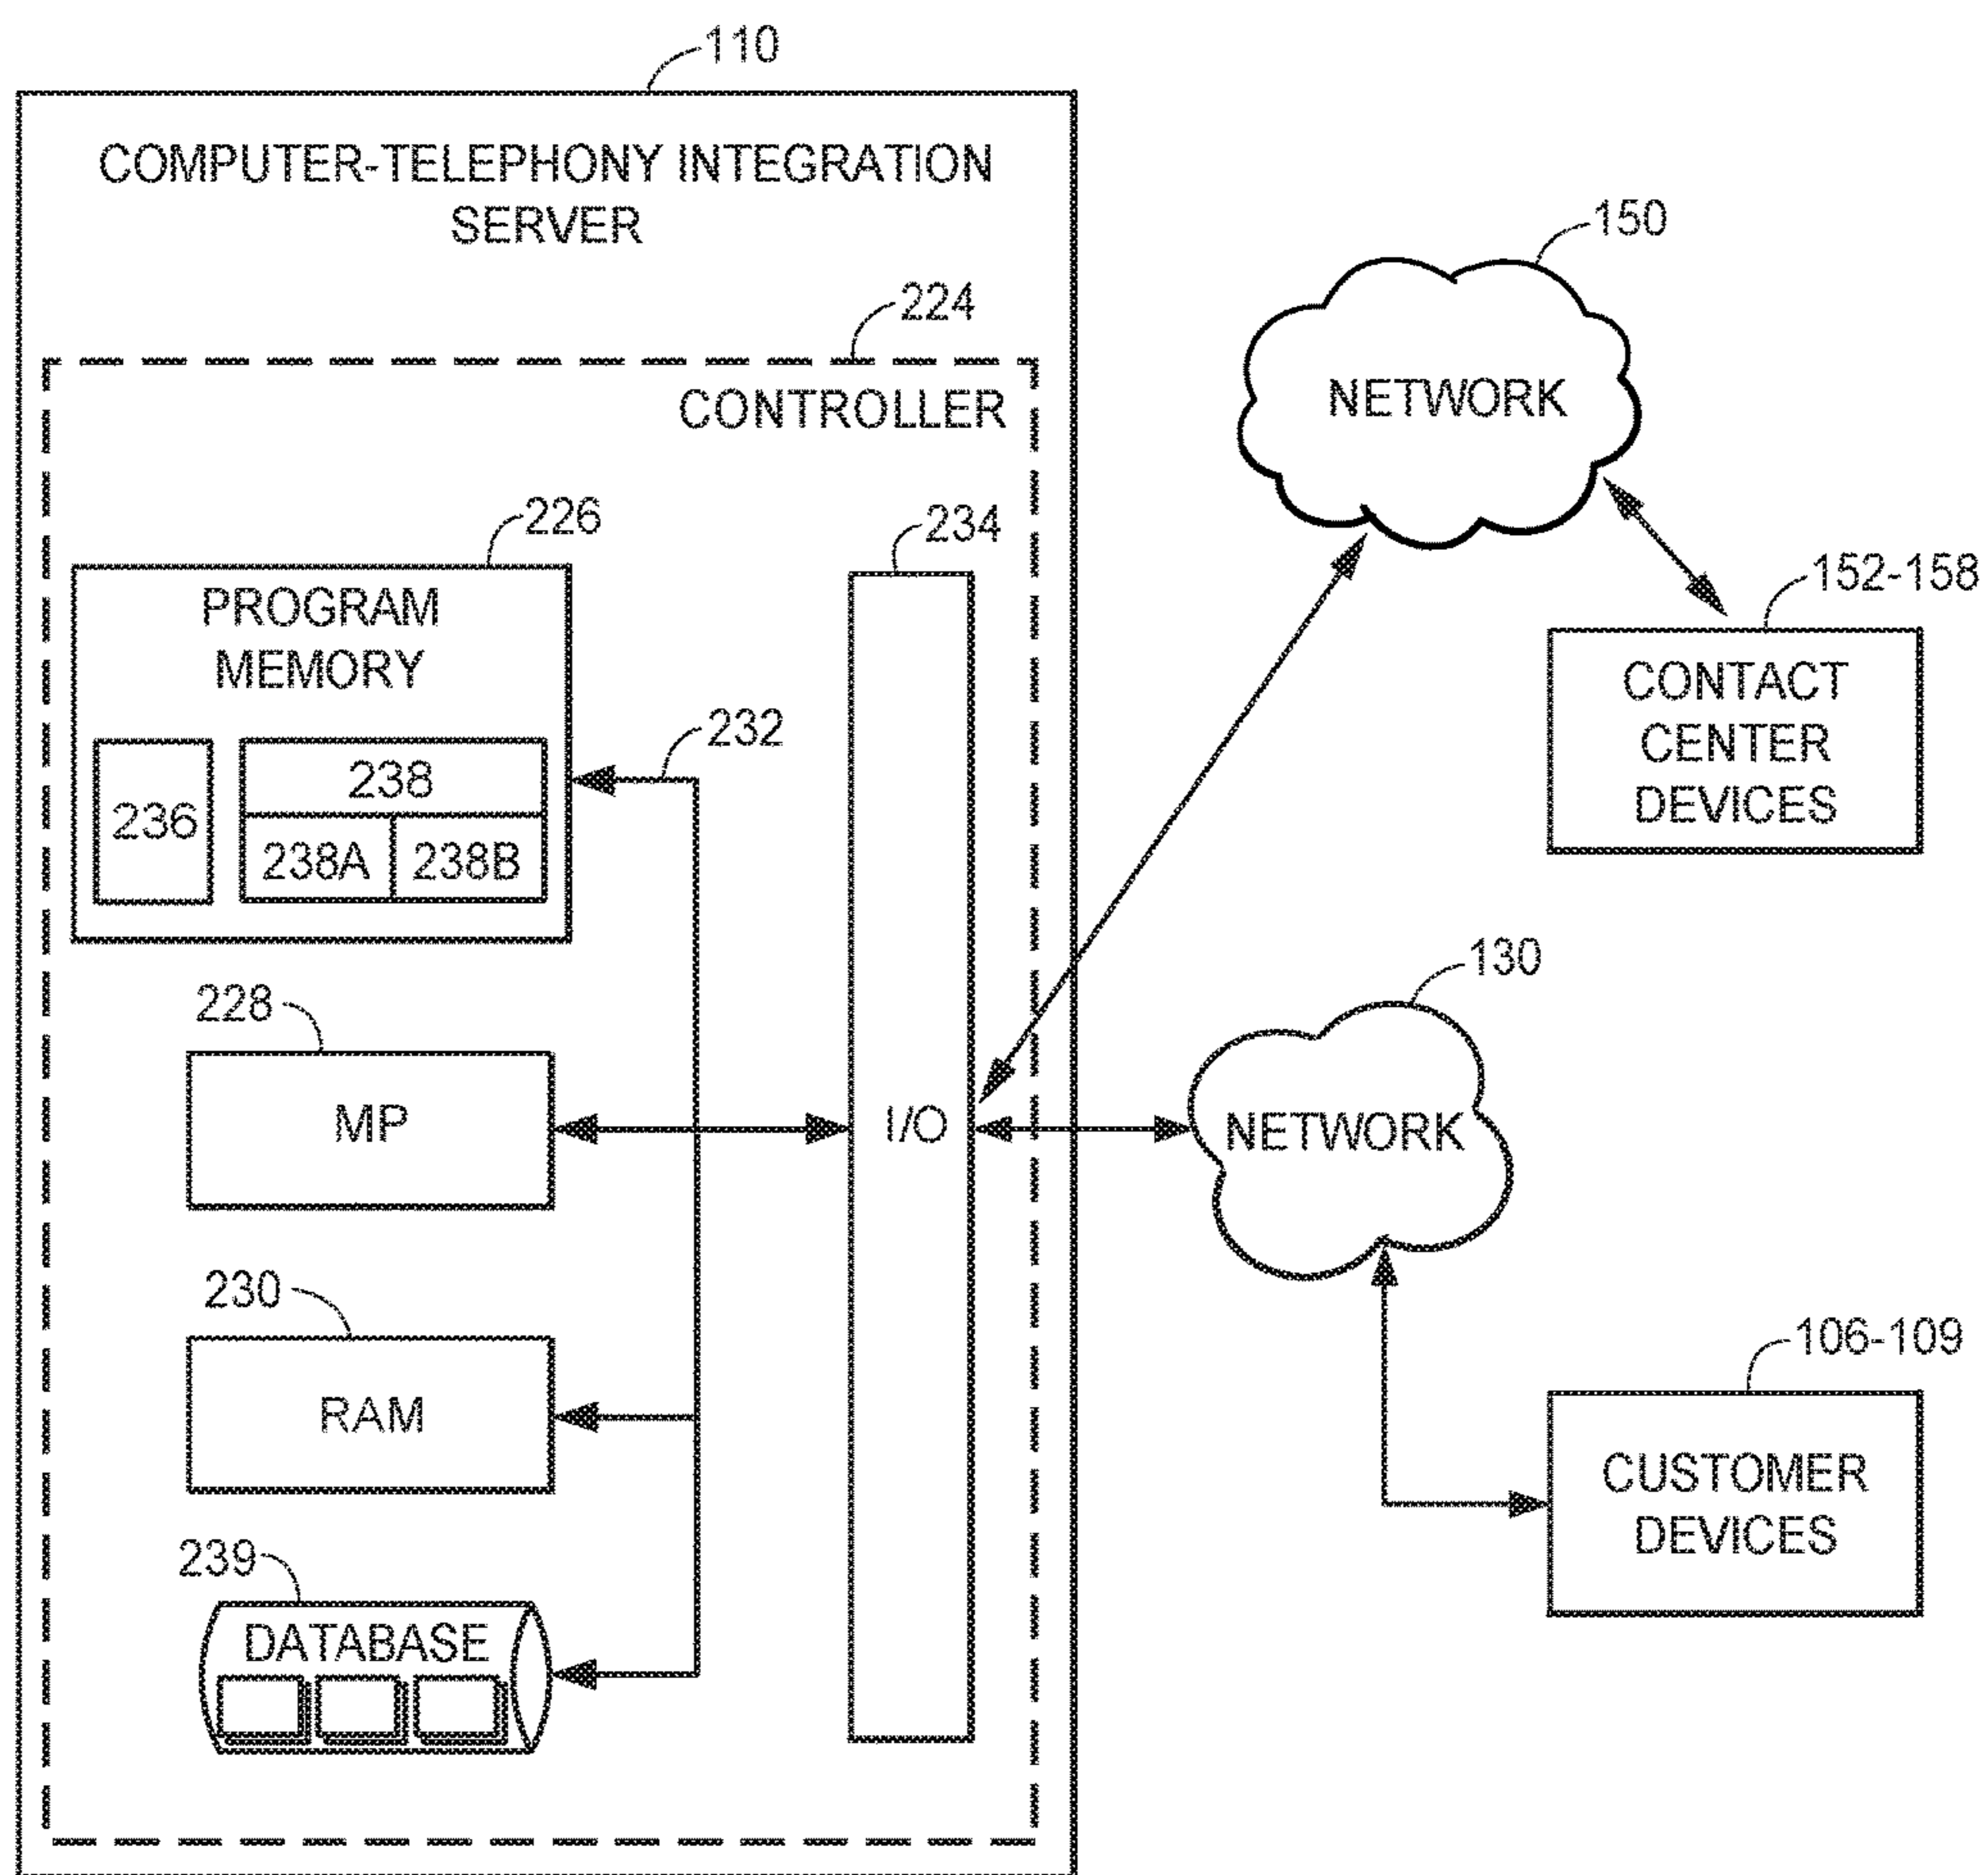 110
COMPUTER-TELEPHONY INTEGRATION
SERVER
224
CONTROLLER
226
PROGRAM
MEMORY
236
238
238A
238B
232
234
I/O
228
MP
230
RAM
239
DATABASE
150
NETWORK
152-158
CONTACT
CENTER
DEVICES
130
NETWORK
106-109
CUSTOMER
DEVICES